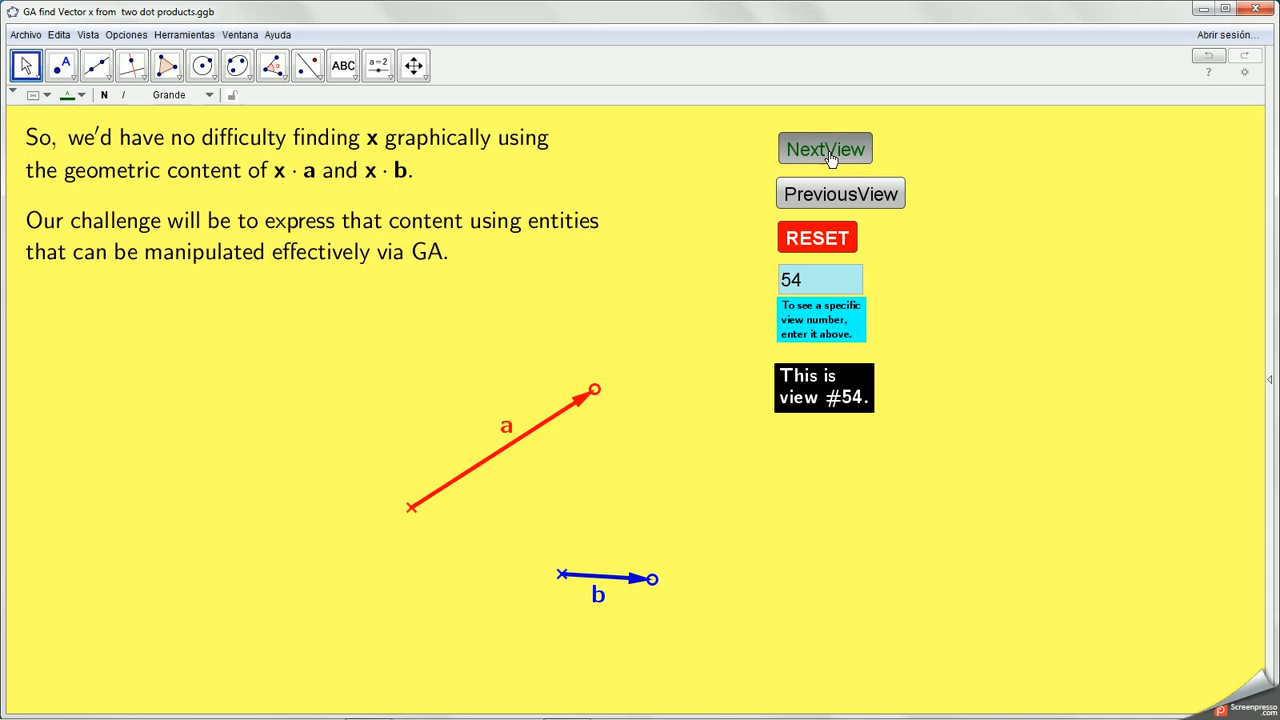 GA find Vector x from two dot products.ggb
Archivo Edita Vista Opciones Herramientas Ventana Ayuda Abrir sesión...
A ABC a=2
A N I Grande
So, we'd have no difficulty finding x graphically using
the geometric content of x · a and x · b.
Our challenge will be to express that content using entities
that can be manipulated effectively via GA.
NextView
PreviousView
RESET
54
To see a specific
view number,
enter it above.
This is
view #54.
a
b
Screenpresso
.com